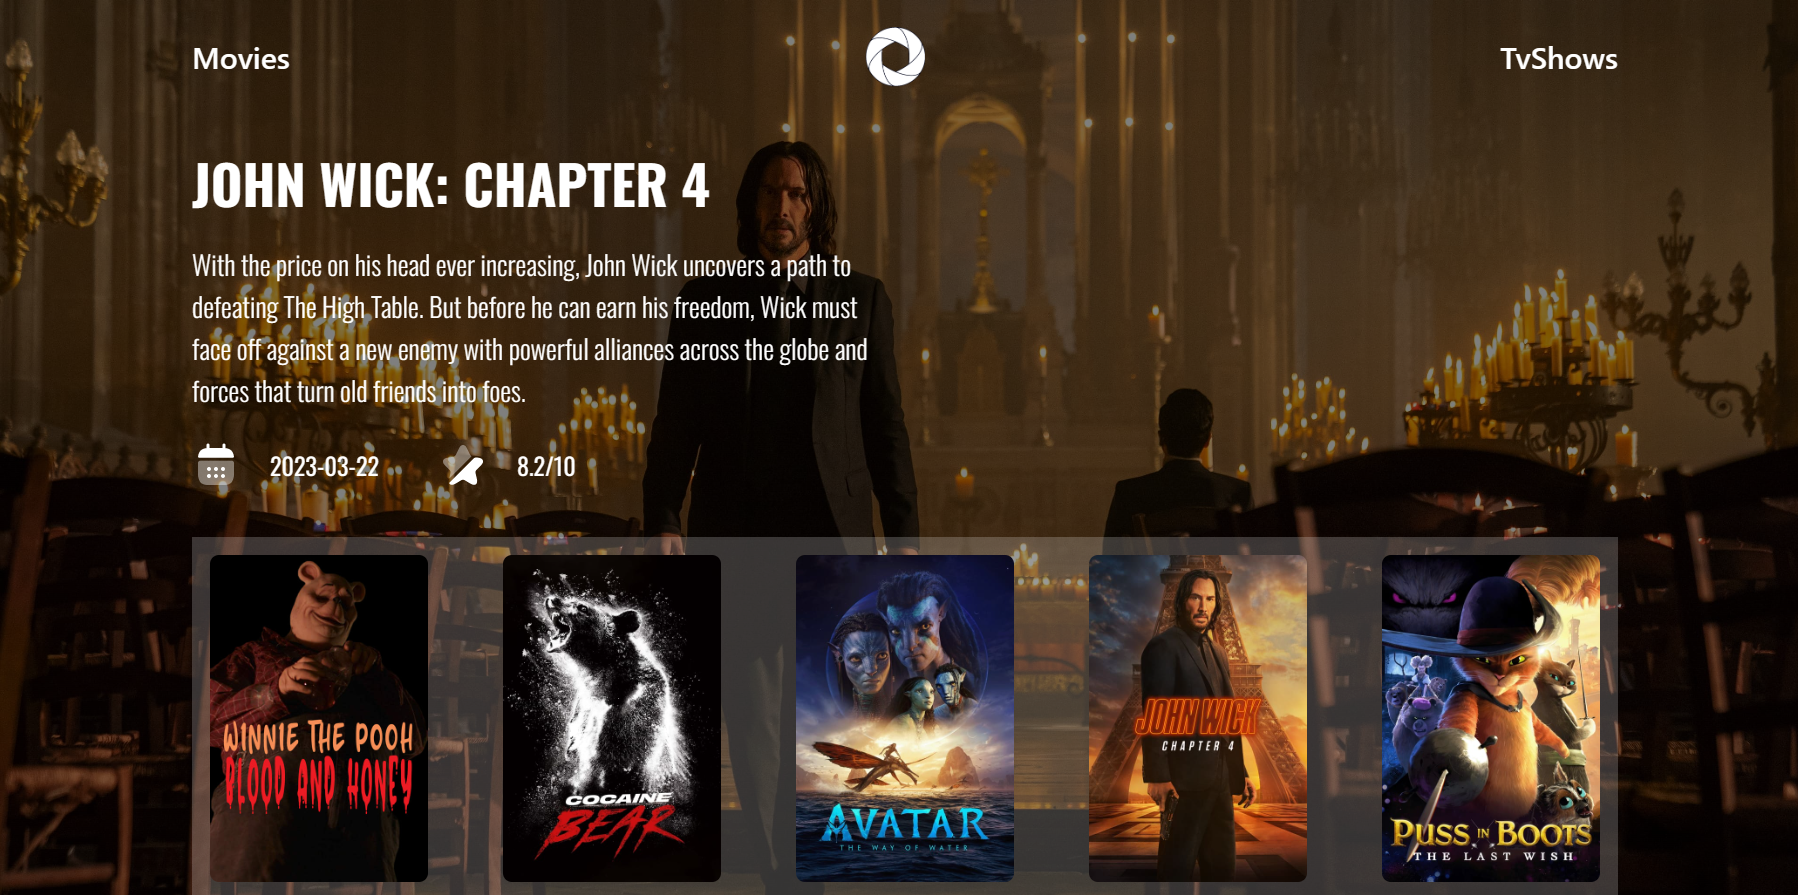 Movies
TvShows
JOHN WICK: CHAPTER 4
With the price on his head ever increasing, John Wick uncovers a path to
defeating The High Table. But before he can earn his freedom, Wick must
face off against a new enemy with powerful alliances across the globe and
forces that turn old friends into foes.
2023-03-22
8.2/10
WINNIE THE POOH
BLOOD AND HONEY
COCAINE
BEAR
AVATAR
THE WAY OF WATER
JOHN WICK
CHAPTER 4
PUSS IN BOOTS
THE LAST WISH